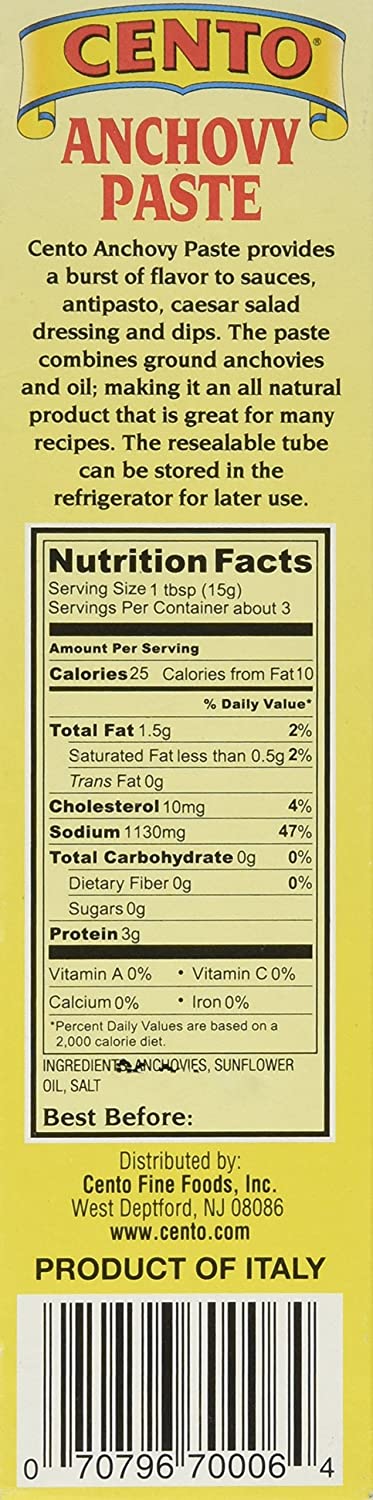 CENTO®
ANCHOVY
PASTE
Cento Anchovy Paste provides
a burst of flavor to sauces,
antipasto, caesar salad
dressing and dips. The paste
combines ground anchovies
and oil; making it an all natural
product that is great for many
recipes. The resealable tube
can be stored in the
refrigerator for later use.
Nutrition Facts
Serving Size 1 tbsp (15g)
Servings Per Container about 3
Amount Per Serving
Calories 25 Calories from Fat 10
% Daily Value*
Total Fat 1.5g 2%
Saturated Fat less than 0.5g 2%
Trans Fat 0g
Cholesterol 10mg 4%
Sodium 1130mg 47%
Total Carbohydrate 0g 0%
Dietary Fiber 0g 0%
Sugars 0g
Protein 3g
Vitamin A 0% • Vitamin C 0%
Calcium 0% • Iron 0%
*Percent Daily Values are based on a
2,000 calorie diet.
INGREDIENTS: ANCHOVIES, SUNFLOWER
OIL, SALT
Best Before:
Distributed by:
Cento Fine Foods, Inc.
West Deptford, NJ 08086
www.cento.com
PRODUCT OF ITALY
0 70796 70006 4